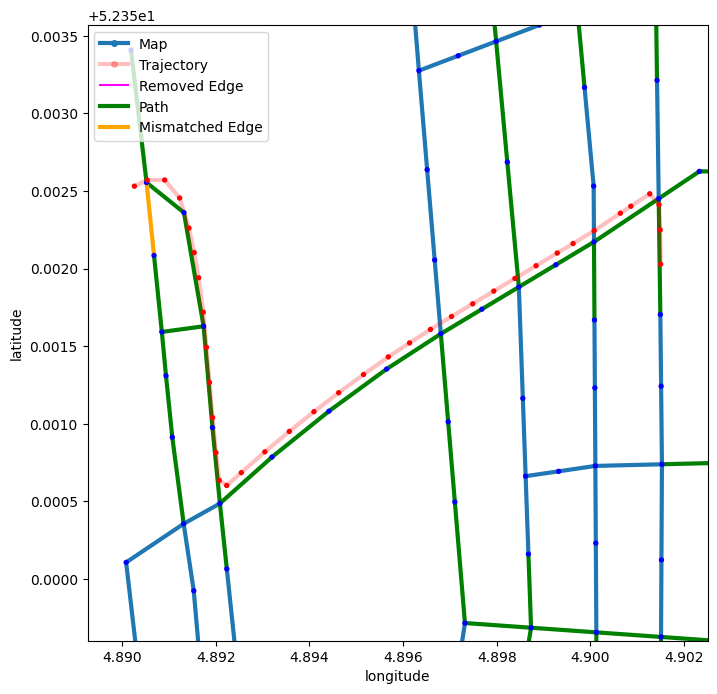 +5.235e1
0.0035
0.0030
0.0025
0.0020
0.0015
0.0010
0.0005
0.0000
latitude
Map
Trajectory
Removed Edge
Path
Mismatched Edge
4.890 4.892 4.894 4.896 4.898 4.900 4.902
longitude